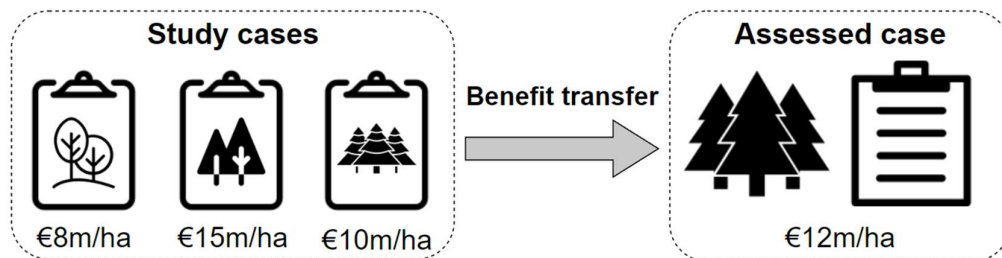 Study cases
€8m/ha
€15m/ha
€10m/ha
Benefit transfer
Assessed case
€12m/ha